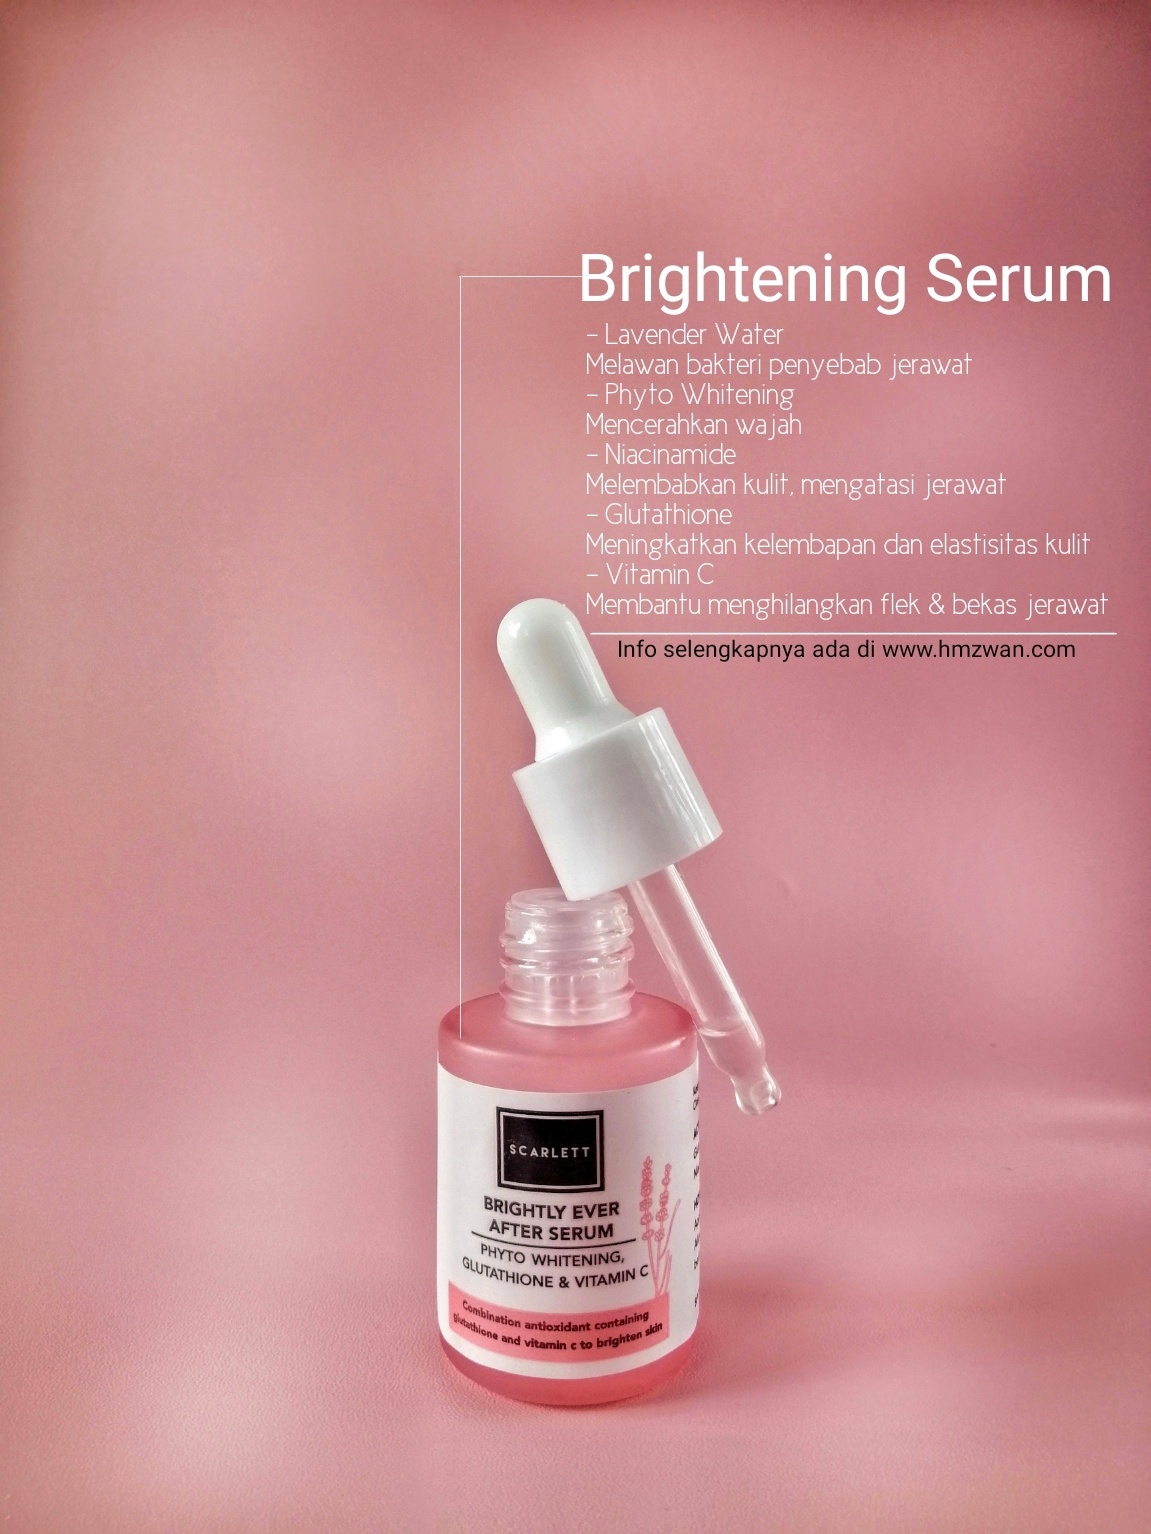 Brightening Serum
- Lavender Water
Melawan bakteri penyebab jerawat
- Phyto Whitening
Mencerahkan wajah
- Niacinamide
Melembabkan kulit, mengatasi jerawat
- Glutathione
Meningkatkan kelembapan dan elastisitas kulit
- Vitamin C
Membantu menghilangkan flek & bekas jerawat
Info selengkapnya ada di www.hmzwan.com
SCARLETT
BRIGHTLY EVER
AFTER SERUM
PHYTO WHITENING,
GLUTATHIONE & VITAMIN C
Combination antioxidant containing
glutathione and vitamin c to brighten skin